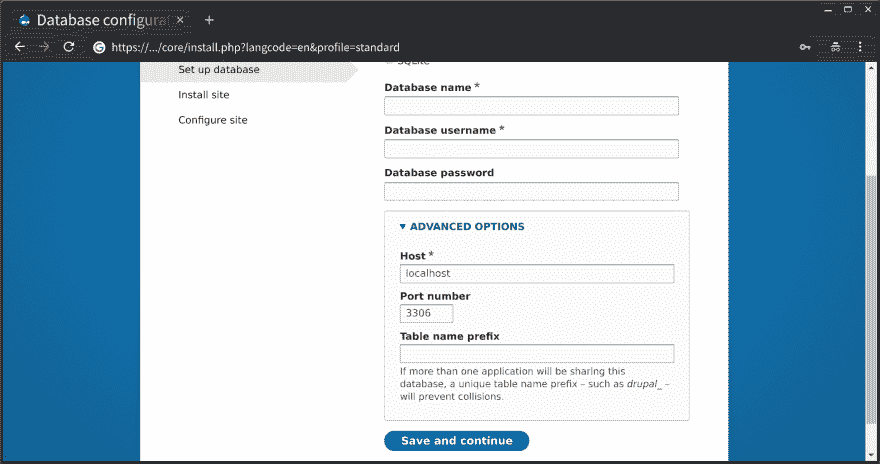 Database configura
https://.../core/install.php?langcode=en&profile=standard
Set up database
Install site
Configure site
SQLite
Database name *
Database username *
Database password
▼ ADVANCED OPTIONS
Host *
localhost
Port number
3306
Table name prefix
If more than one application will be sharing this
database, a unique table name prefix – such as drupal_ –
will prevent collisions.
Save and continue